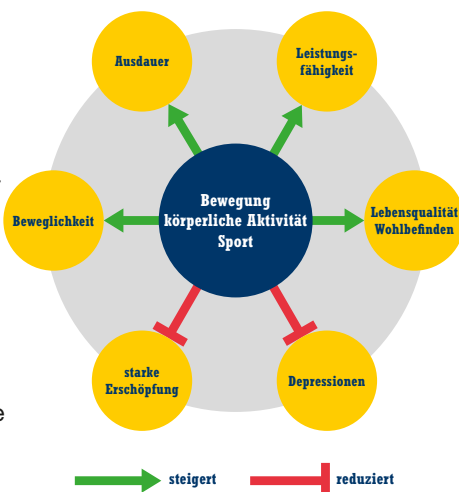 Ausdauer
Leistungs-
fähigkeit
Bewegung
körperliche Aktivität
Sport
Beweglichkeit
Lebensqualität
Wohlbefinden
starke
Erschöpfung
Depressionen
e
steigert
reduziert